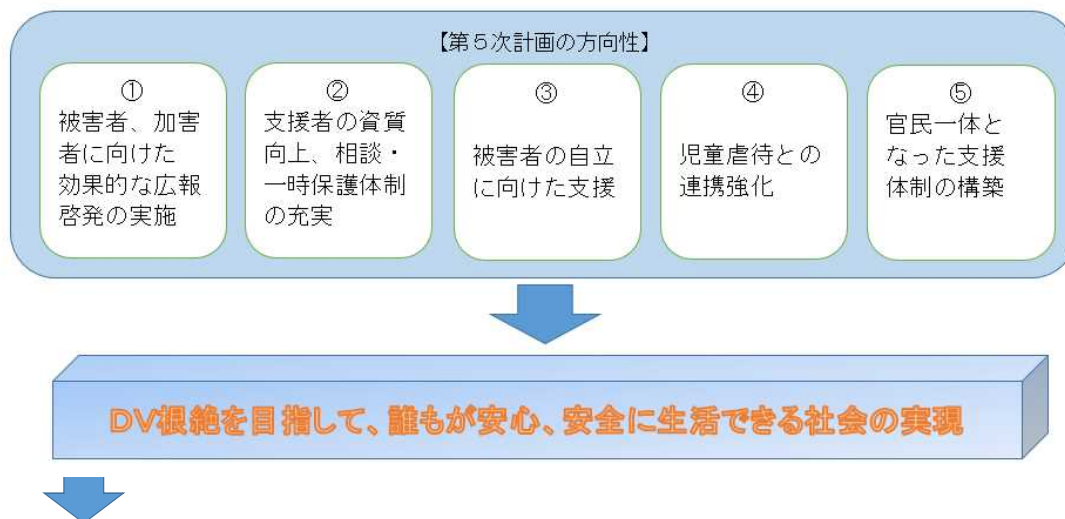 【第５次計画の方向性】
①
被害者、加害
者に向けた
効果的な広報
啓発の実施
②
支援者の資質
向上、相談・
一時保護体制
の充実
③
被害者の自立
に向けた支援
④
児童虐待との
連携強化
⑤
官民一体と
なった支援
体制の構築
ＤＶ根絶を目指して、誰もが安心、安全に生活できる社会の実現